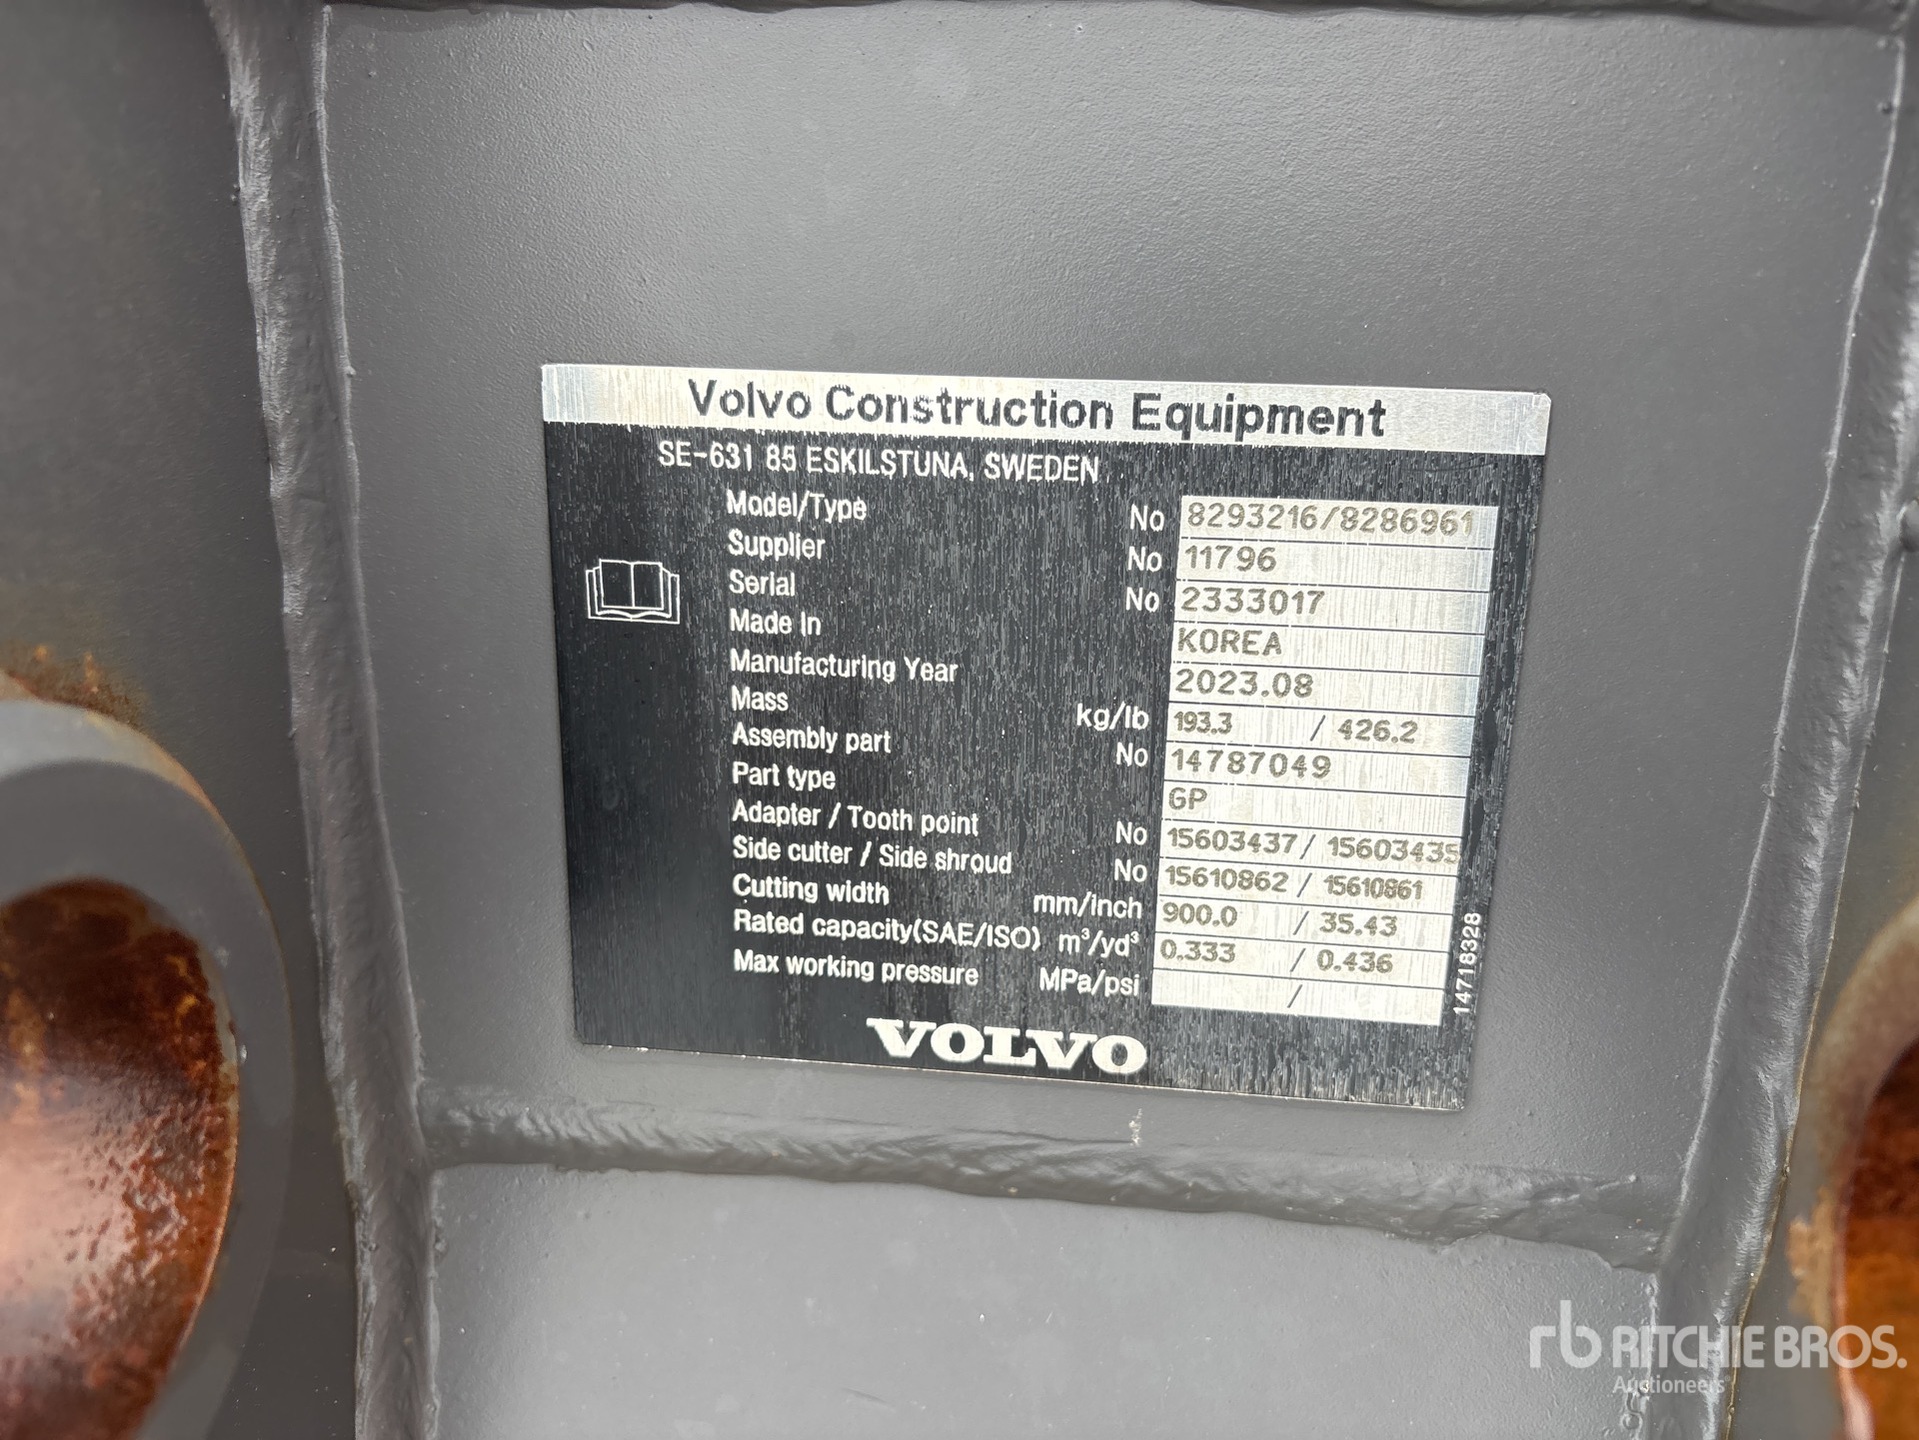 Volvo Construction Equipment
SE-631 85 ESKILSTUNA, SWEDEN
Model/Type No 8293216/8286961
Supplier No 11796
Serial No 2333017
Made In KOREA
Manufacturing Year 2023.08
Mass kg/lb 193.3 / 426.2
Assembly part No 14787049
Part type GP
Adapter / Tooth point No 15603437/ 15603435
Side cutter / Side shroud No 15610862 / 15610861
Cutting width mm/inch 900.0 / 35.43
Rated capacity(SAE/ISO) m³/yd³ 0.333 / 0.436
Max working pressure MPa/psi /
14718328
VOLVO
rb RITCHIE BROS.
Auctioneers